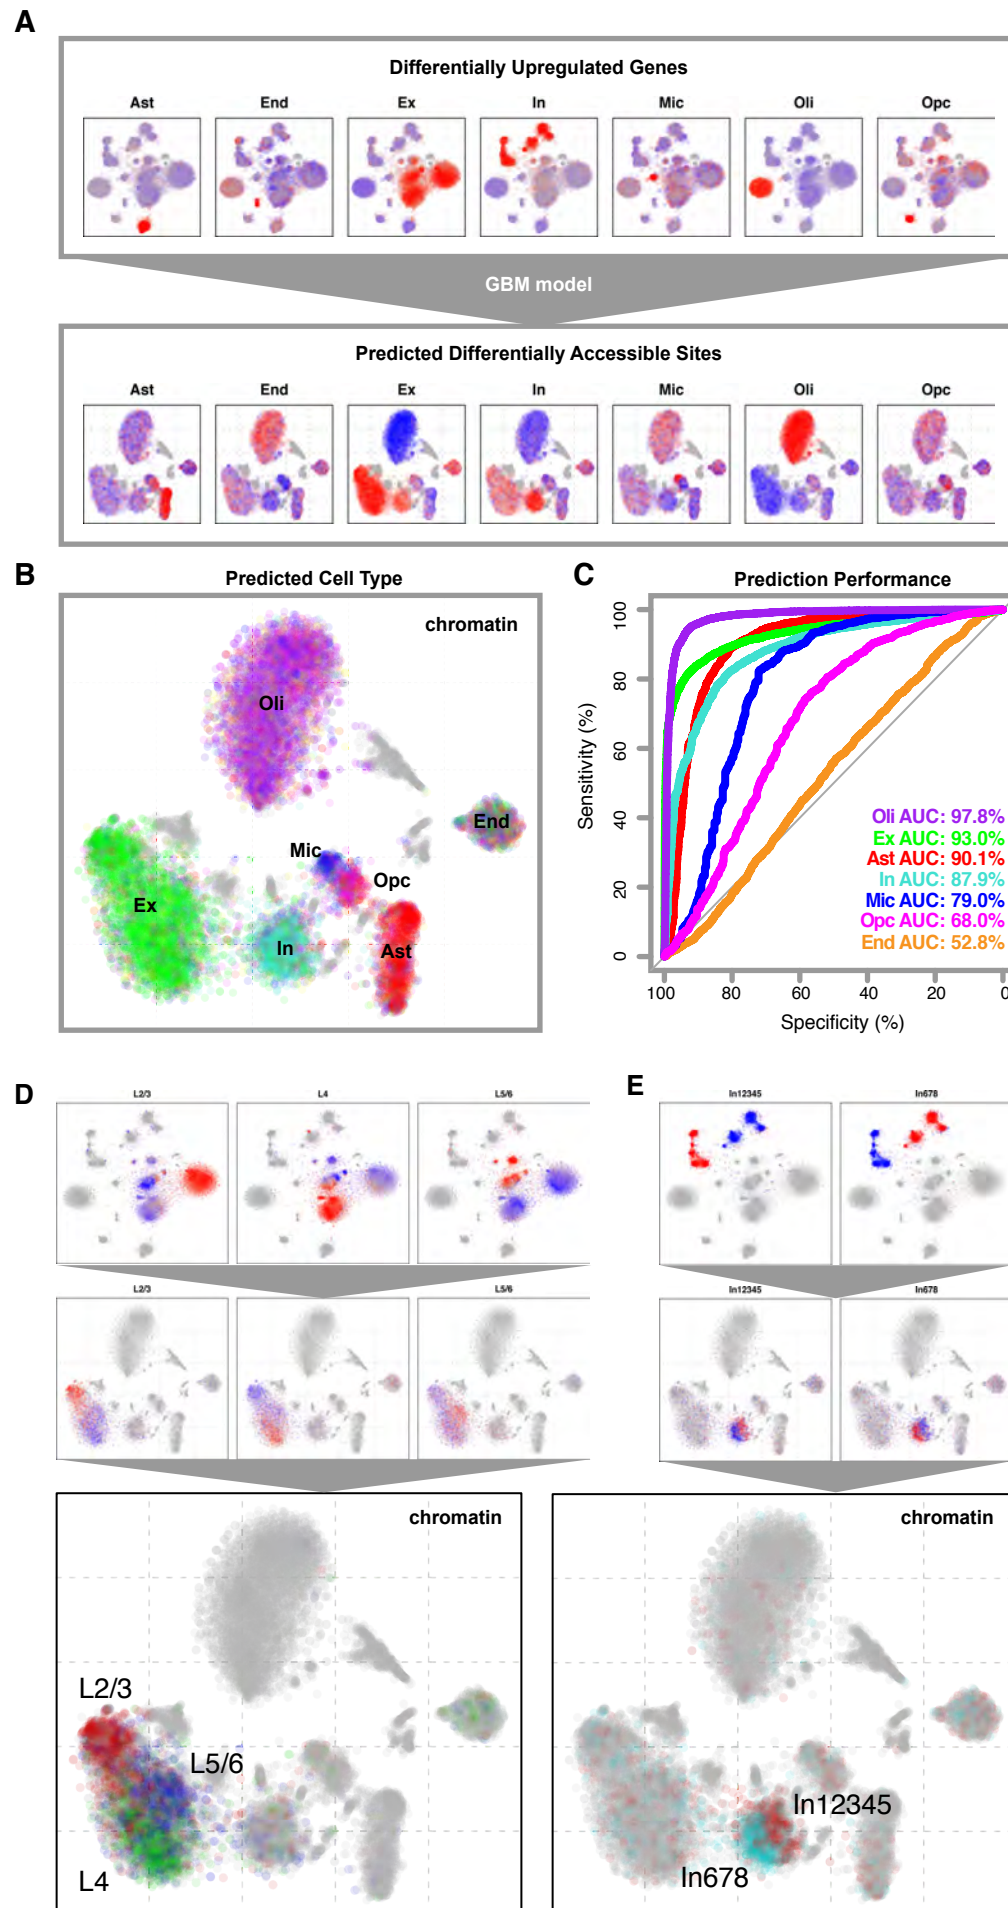 A
Differentially Upregulated Genes
Ast End Ex In Mic Oli Opc
GBM model
Predicted Differentially Accessible Sites
Ast End Ex In Mic Oli Opc
B
Predicted Cell Type
chromatin
Oli
End
Mic
Opc
Ex
In
Ast
C
Prediction Performance
Sensitivity (%)
100
80
60
40
20
0
Oli AUC: 97.8%
Ex AUC: 93.0%
Ast AUC: 90.1%
In AUC: 87.9%
Mic AUC: 79.0%
Opc AUC: 68.0%
End AUC: 52.8%
100 80 60 40 20 0
Specificity (%)
D
L2/3 L4 L5/6
L2/3 L4 L5/6
chromatin
L2/3
L5/6
L4
E
In12345 In678
In12345 In678
chromatin
In12345
In678